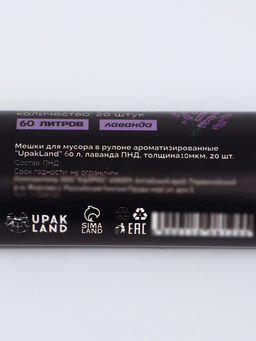 количество: 20 штук
60 ЛИТРОВ лаванда
Мешки для мусора в рулоне ароматизированные
"UpakLand" 60 л, лаванда ПНД, толщина10мкм, 20 шт.
Состав: ПНД
Срок годности: не ограничен
UPAK LAND
SIMA LAND
EAC